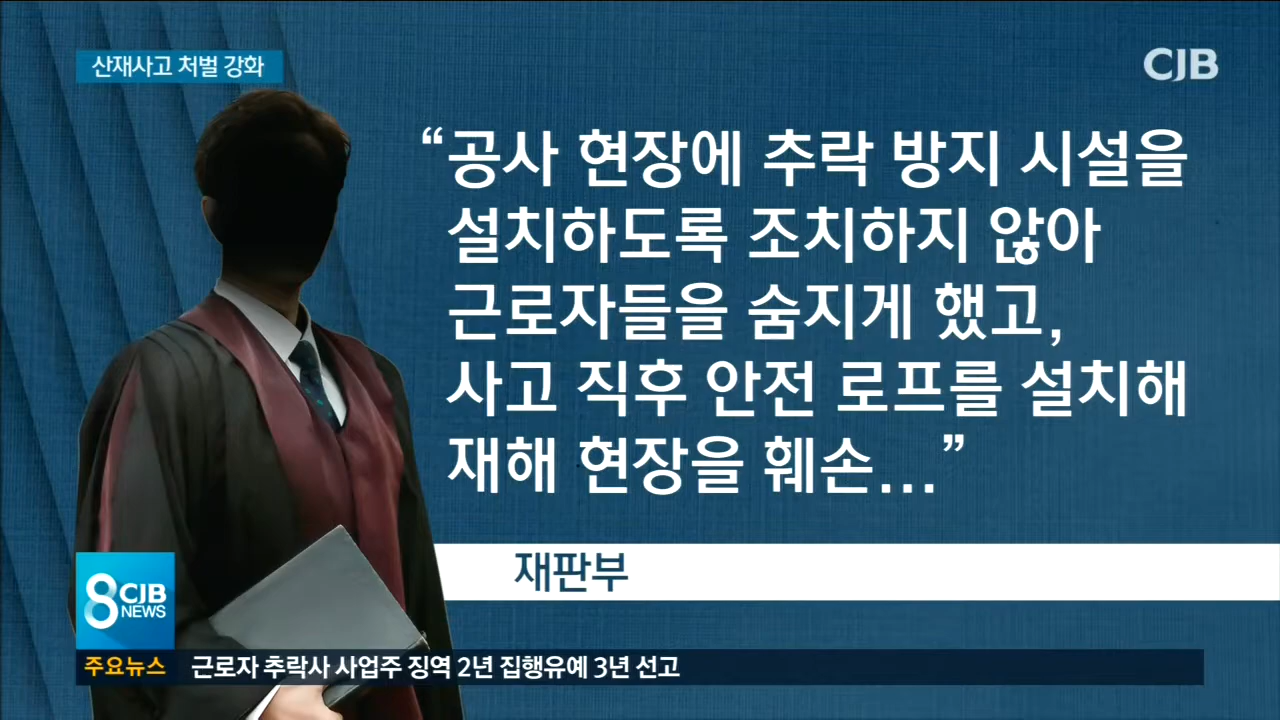 산재사고 처벌 강화
CJB
“공사 현장에 추락 방지 시설을
설치하도록 조치하지 않아
근로자들을 숨지게 했고,
사고 직후 안전 로프를 설치해
재해 현장을 훼손...”
재판부
8 CJB
NEWS
주요뉴스 근로자 추락사 사업주 징역 2년 집행유예 3년 선고